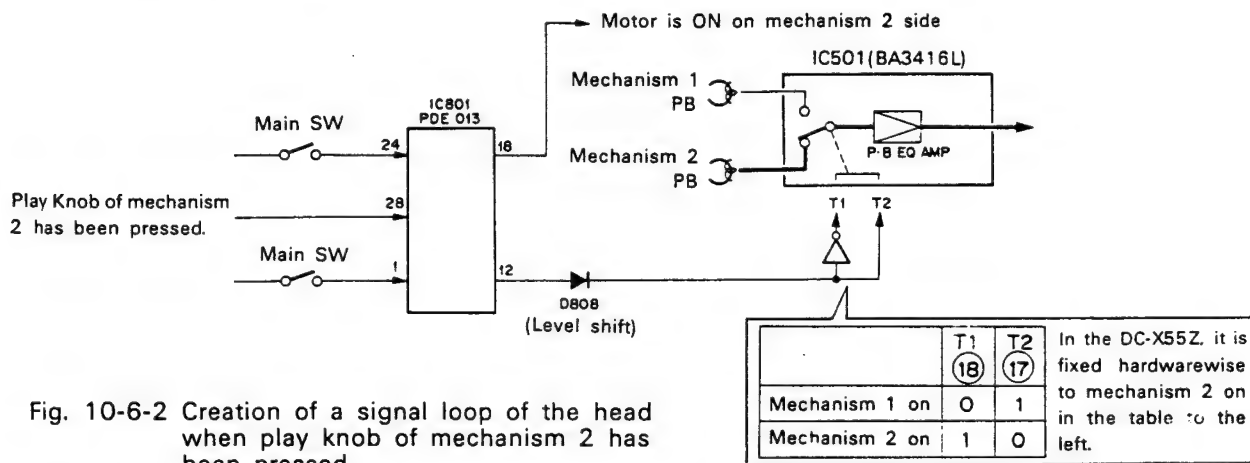 Motor is ON on mechanism 2 side
IC501(BA3416L)
Mechanism 1
PB
IC801
PDE 013
Main SW
24
18
Mechanism 2
PB
P·B EQ AMP
Play Knob of mechanism
2 has been pressed.
28
T1 T2
Main SW
1
12
D808
(Level shift)
T1 T2
18 17
Mechanism 1 on 0 1
Mechanism 2 on 1 0
In the DC-X55Z, it is
fixed hardwarewise
to mechanism 2 on
in the table to the
left.
Fig. 10-6-2 Creation of a signal loop of the head
when play knob of mechanism 2 has
been pressed